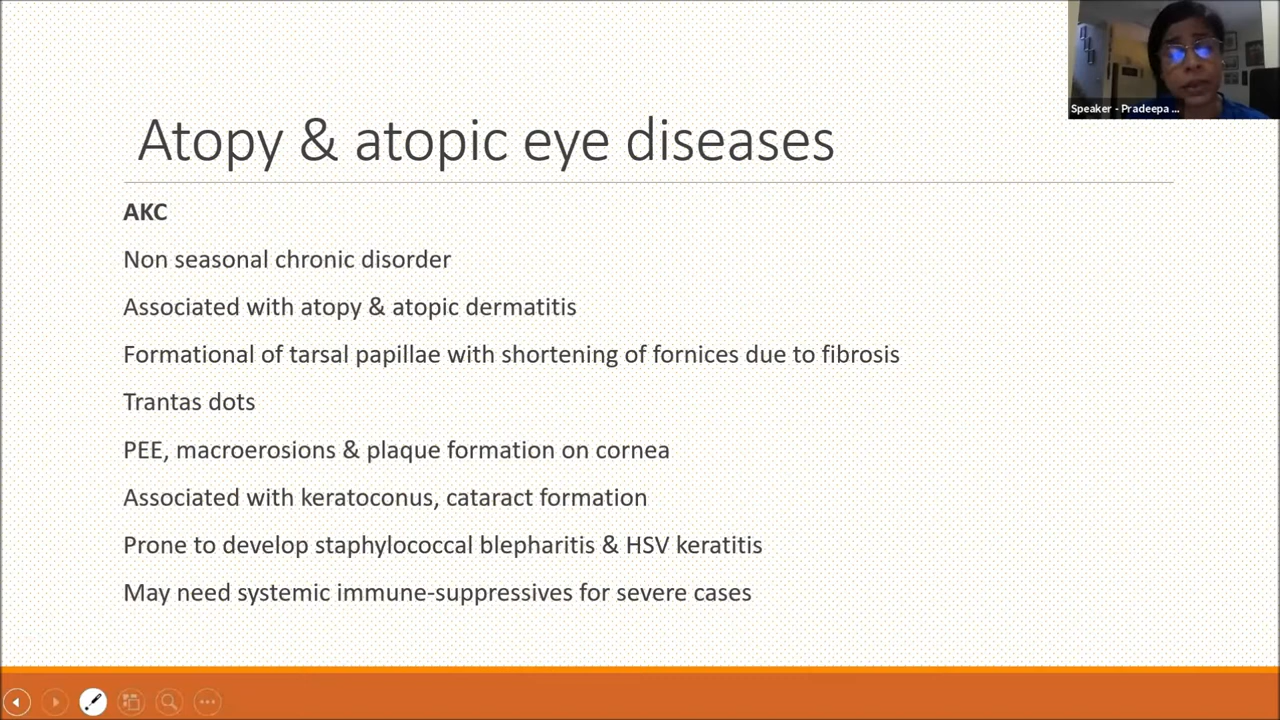 Speaker - Pradeepa ...
Atopy & atopic eye diseases
AKC
Non seasonal chronic disorder
Associated with atopy & atopic dermatitis
Formational of tarsal papillae with shortening of fornices due to fibrosis
Trantas dots
PEE, macroerosions & plaque formation on cornea
Associated with keratoconus, cataract formation
Prone to develop staphylococcal blepharitis & HSV keratitis
May need systemic immune-suppressives for severe cases